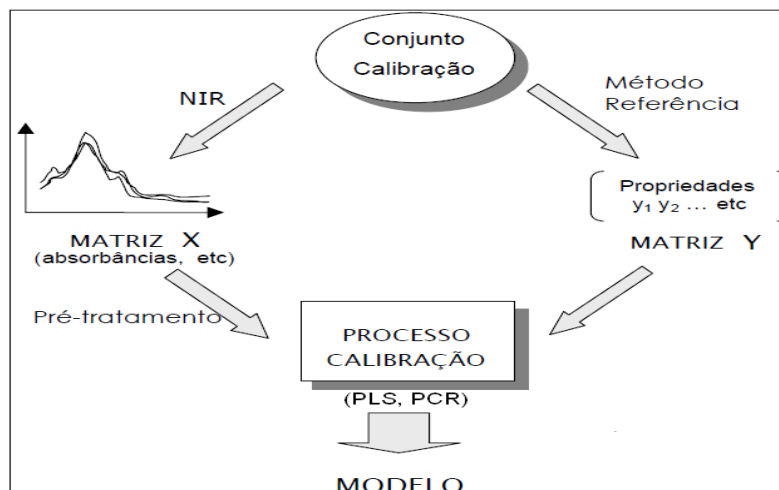 Conjunto
Calibração
NIR
Método
Referência
Propriedades
y1 y2 ... etc
MATRIZ X
(absorbâncias, etc)
MATRIZ Y
Pré-tratamento
PROCESSO
CALIBRAÇÃO
(PLS, PCR)
MODELO